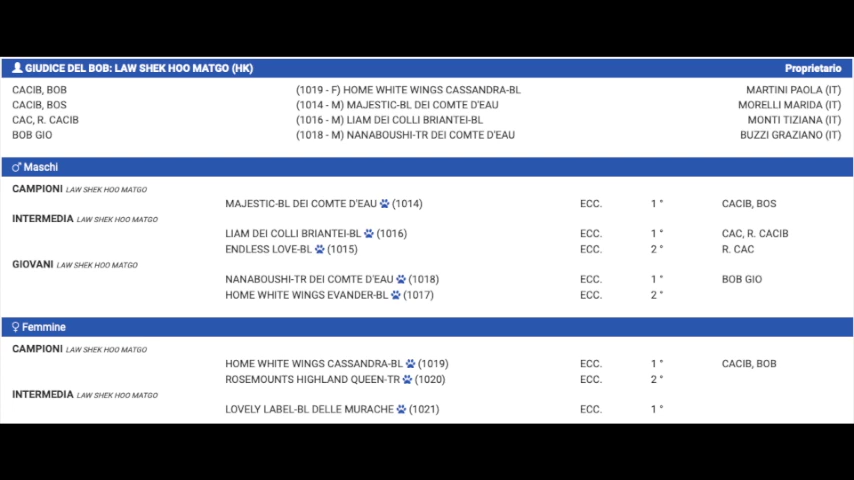 GIUDICE DEL BOB: LAW SHEK HOO MATGO (HK) Proprietario
CACIB, BOB (1019 - F) HOME WHITE WINGS CASSANDRA-BL MARTINI PAOLA (IT)
CACIB, BOS (1014 - M) MAJESTIC-BL DEI COMTE D'EAU MORELLI MARIDA (IT)
CAC, R. CACIB (1016 - M) LIAM DEI COLLI BRIANTEI-BL MONTI TIZIANA (IT)
BOB GIO (1018 - M) NANABOUSHI-TR DEI COMTE D'EAU BUZZI GRAZIANO (IT)
♂ Maschi
CAMPIONI LAW SHEK HOO MATGO
MAJESTIC-BL DEI COMTE D'EAU (1014) ECC. 1 ° CACIB, BOS
INTERMEDIA LAW SHEK HOO MATGO
LIAM DEI COLLI BRIANTEI-BL (1016) ECC. 1 ° CAC, R. CACIB
ENDLESS LOVE-BL (1015) ECC. 2 ° R. CAC
GIOVANI LAW SHEK HOO MATGO
NANABOUSHI-TR DEI COMTE D'EAU (1018) ECC. 1 ° BOB GIO
HOME WHITE WINGS EVANDER-BL (1017) ECC. 2 °
♀ Femmine
CAMPIONI LAW SHEK HOO MATGO
HOME WHITE WINGS CASSANDRA-BL (1019) ECC. 1 ° CACIB, BOB
ROSEMOUNTS HIGHLAND QUEEN-TR (1020) ECC. 2 °
INTERMEDIA LAW SHEK HOO MATGO
LOVELY LABEL-BL DELLE MURACHE (1021) ECC. 1 °